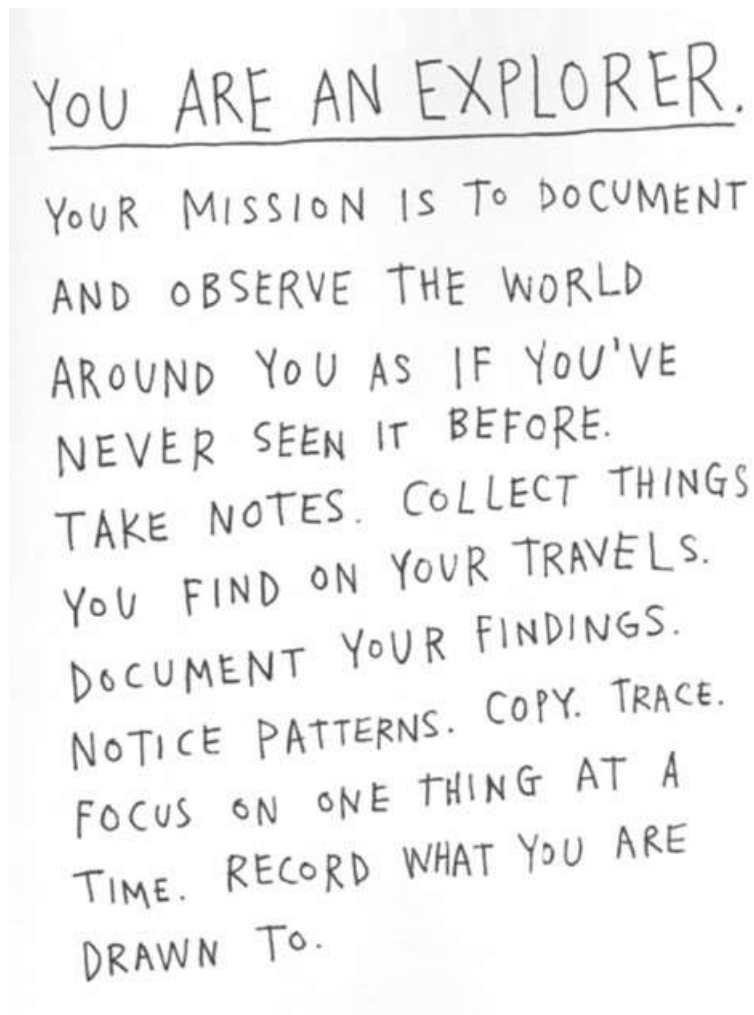 YOU ARE AN EXPLORER.
YOUR MISSION IS TO DOCUMENT
AND OBSERVE THE WORLD
AROUND YOU AS IF YOU'VE
NEVER SEEN IT BEFORE.
TAKE NOTES. COLLECT THINGS
YOU FIND ON YOUR TRAVELS.
DOCUMENT YOUR FINDINGS.
NOTICE PATTERNS. COPY. TRACE.
FOCUS ON ONE THING AT A
TIME. RECORD WHAT YOU ARE
DRAWN TO.